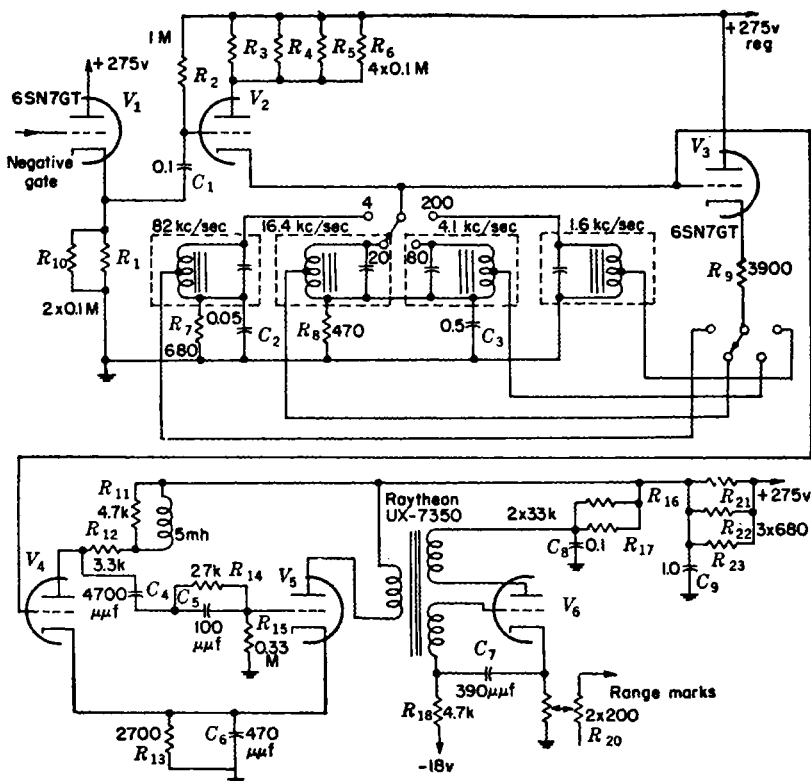 +275v
reg
1 M
R3
R4
R5
R6
4x0.1 M
+275v
R2
6SN7GT
V1
V2
V3
Negative
gate
0.1
C1
4
200
82 kc/sec
16.4 kc/sec
4.1 kc/sec
1.6 kc/sec
6SN7GT
20
80
R10
R1
R9
3900
2x0.1M
R7
680
0.05
C2
R8
470
0.5
C3
R11
4.7k
5mh
Raytheon
UX-7350
2x33k
R16
R21
+275v
R12
3.3k
C8
0.1
R17
R22
3x680
R23
V4
27k
R14
V5
1.0
C9
4700
μμf
C4
C5
100
μμf
R15
0.33
M
V6
C7
390μμf
Range marks
2700
R13
C6
470
μμf
R18
4.7k
2x200
R20
-18v